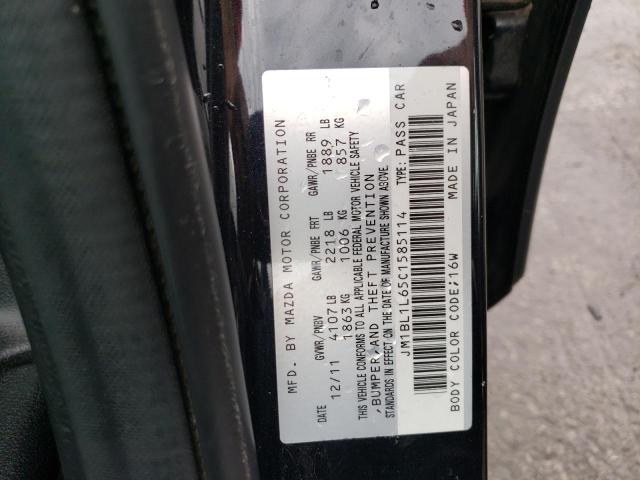 MFD. BY MAZDA MOTOR CORPORATION
DATE GVWR/PNBV GAWR/PNBE FRT GAWR/PNBE RR
12/11 4107 LB 2218 LB 1889 LB
1863 KG 1006 KG 857 KG
THIS VEHICLE CONFORMS TO ALL APPLICABLE FEDERAL MOTOR VEHICLE SAFETY
,BUMPER,AND THEFT PREVENTION
STANDARDS IN EFFECT ON THE DATE OF MANUFACTURE SHOWN ABOVE.
JM1BL1L65C1585114 TYPE: PASS CAR
BODY COLOR CODE;16W MADE IN JAPAN